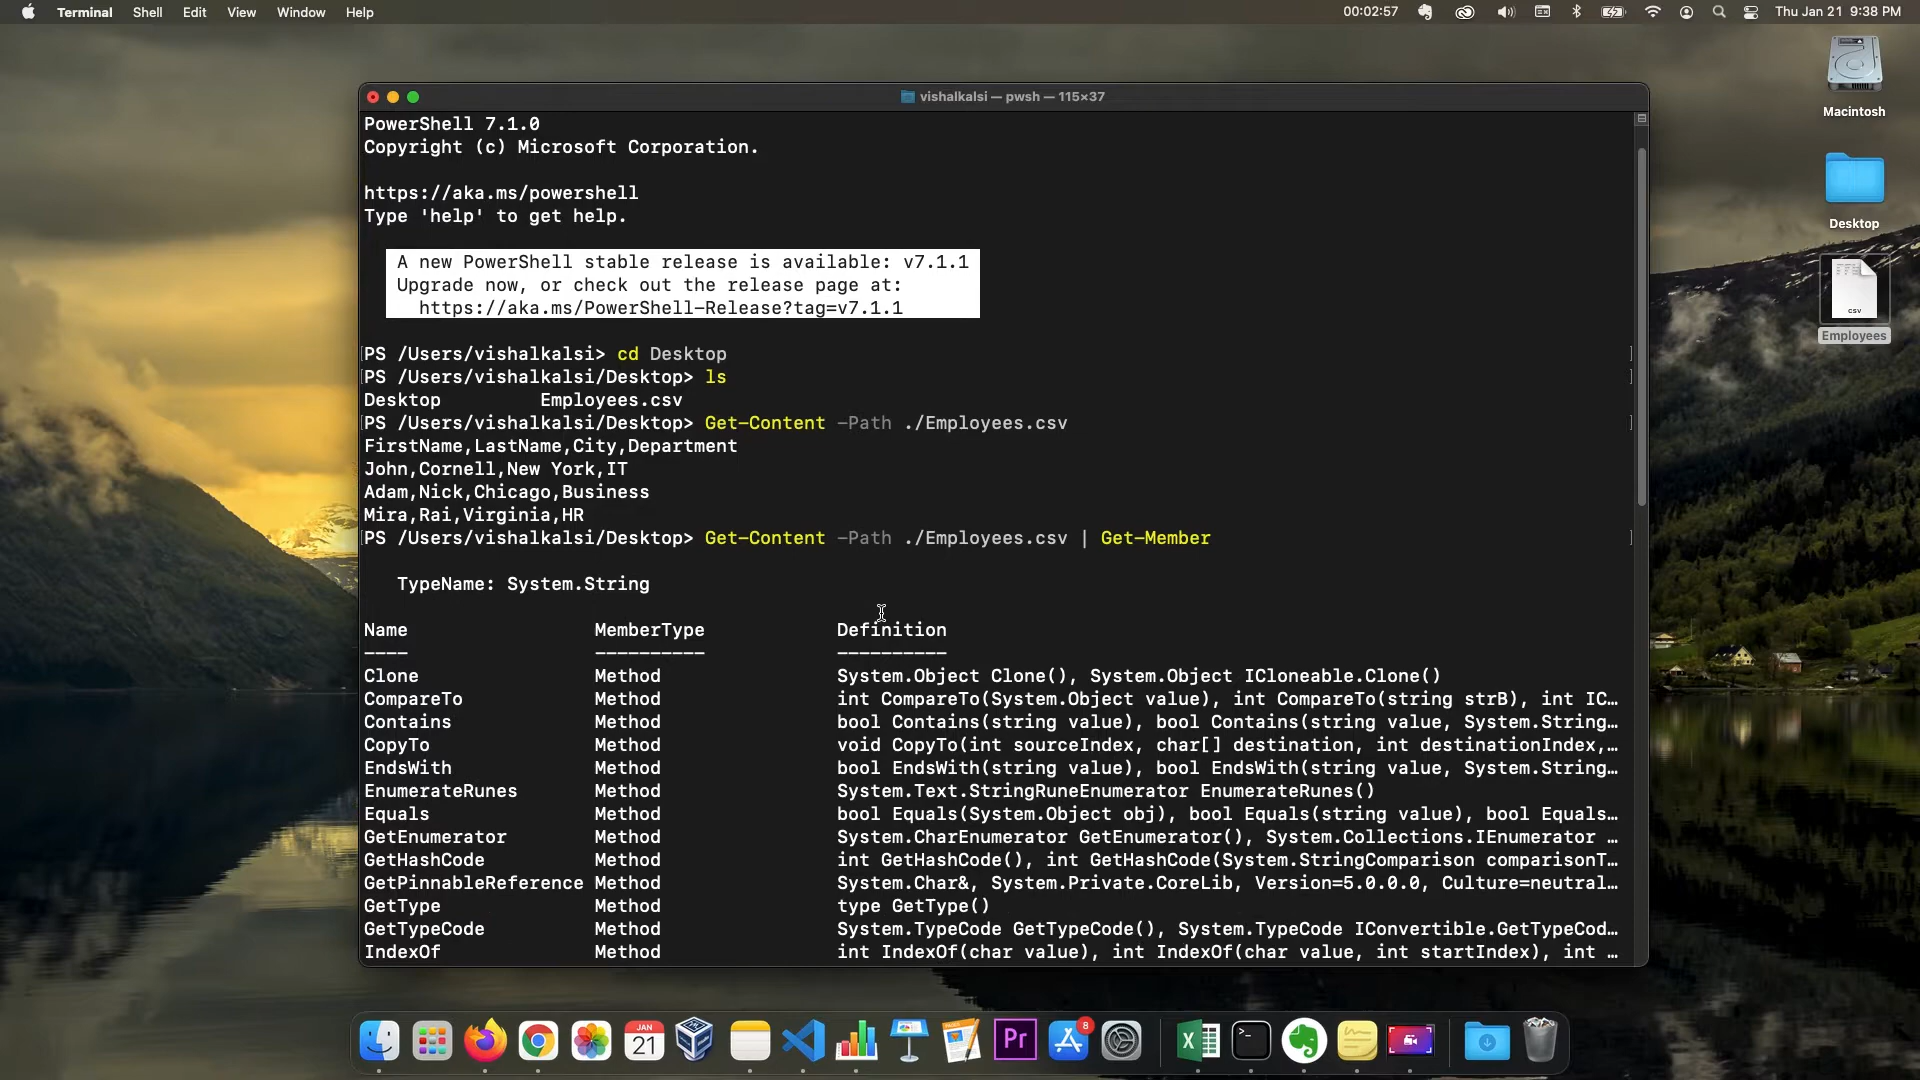 Terminal Shell Edit View Window Help 00:02:57 Thu Jan 21 9:38 PM
Macintosh
Desktop
CSV
Employees
vishalkalsi — pwsh — 115×37
PowerShell 7.1.0
Copyright (c) Microsoft Corporation.
https://aka.ms/powershell
Type 'help' to get help.
A new PowerShell stable release is available: v7.1.1
Upgrade now, or check out the release page at:
https://aka.ms/PowerShell-Release?tag=v7.1.1
[PS /Users/vishalkalsi> cd Desktop ]
[PS /Users/vishalkalsi/Desktop> ls ]
Desktop Employees.csv
[PS /Users/vishalkalsi/Desktop> Get-Content -Path ./Employees.csv ]
FirstName,LastName,City,Department
John,Cornell,New York,IT
Adam,Nick,Chicago,Business
Mira,Rai,Virginia,HR
[PS /Users/vishalkalsi/Desktop> Get-Content -Path ./Employees.csv | Get-Member ]
TypeName: System.String
Name MemberType Definition
---- ---------- ----------
Clone Method System.Object Clone(), System.Object ICloneable.Clone()
CompareTo Method int CompareTo(System.Object value), int CompareTo(string strB), int IC…
Contains Method bool Contains(string value), bool Contains(string value, System.String…
CopyTo Method void CopyTo(int sourceIndex, char[] destination, int destinationIndex,…
EndsWith Method bool EndsWith(string value), bool EndsWith(string value, System.String…
EnumerateRunes Method System.Text.StringRuneEnumerator EnumerateRunes()
Equals Method bool Equals(System.Object obj), bool Equals(string value), bool Equals…
GetEnumerator Method System.CharEnumerator GetEnumerator(), System.Collections.IEnumerator …
GetHashCode Method int GetHashCode(), int GetHashCode(System.StringComparison comparisonT…
GetPinnableReference Method System.Char&, System.Private.CoreLib, Version=5.0.0.0, Culture=neutral…
GetType Method type GetType()
GetTypeCode Method System.TypeCode GetTypeCode(), System.TypeCode IConvertible.GetTypeCod…
IndexOf Method int IndexOf(char value), int IndexOf(char value, int startIndex), int …
JAN
21
Pr
8